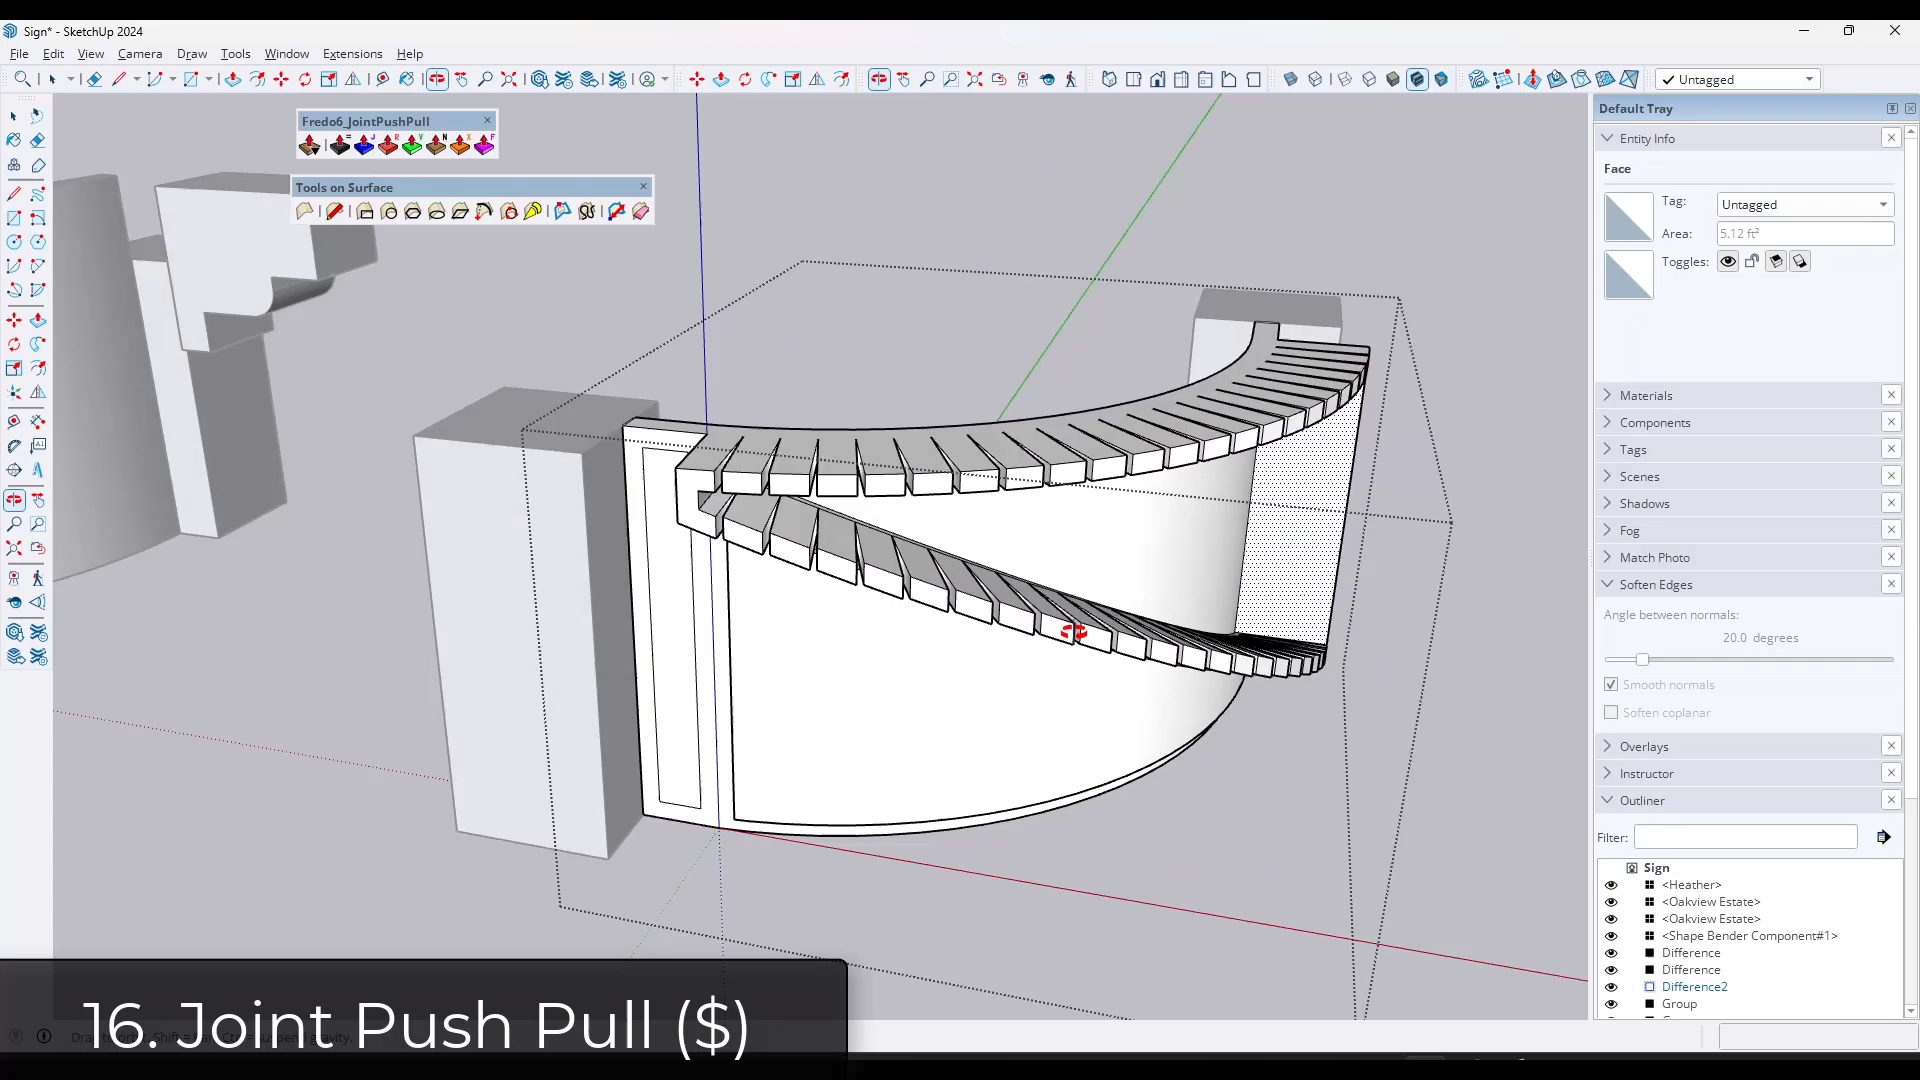 Sign* - SketchUp 2024
File Edit View Camera Draw Tools Window Extensions Help
Untagged
Fredo6_JointPushPull
= J R V N X F
Tools on Surface
Default Tray
Entity Info
Face
Tag: Untagged
Area: 5.12 ft²
Toggles:
Materials
Components
Tags
Scenes
Shadows
Fog
Match Photo
Soften Edges
Angle between normals:
20.0 degrees
Smooth normals
Soften coplanar
Overlays
Instructor
Outliner
Filter:
Sign
<Heather>
<Oakview Estate>
<Oakview Estate>
<Shape Bender Component#1>
Difference
Difference
Difference2
Group
16. Joint Push Pull ($)